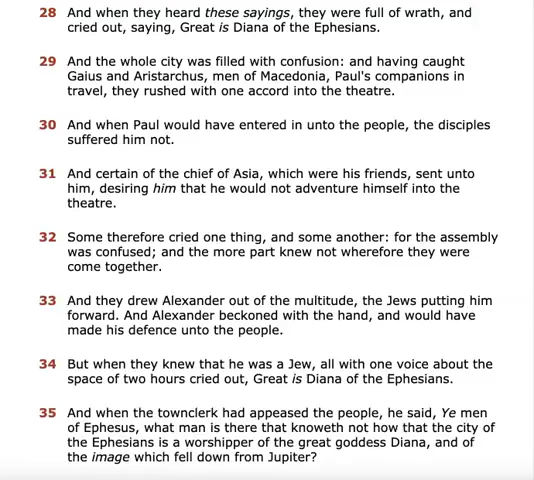 28 And when they heard these sayings, they were full of wrath, and
cried out, saying, Great is Diana of the Ephesians.
29 And the whole city was filled with confusion: and having caught
Gaius and Aristarchus, men of Macedonia, Paul's companions in
travel, they rushed with one accord into the theatre.
30 And when Paul would have entered in unto the people, the disciples
suffered him not.
31 And certain of the chief of Asia, which were his friends, sent unto
him, desiring him that he would not adventure himself into the
theatre.
32 Some therefore cried one thing, and some another: for the assembly
was confused; and the more part knew not wherefore they were
come together.
33 And they drew Alexander out of the multitude, the Jews putting him
forward. And Alexander beckoned with the hand, and would have
made his defence unto the people.
34 But when they knew that he was a Jew, all with one voice about the
space of two hours cried out, Great is Diana of the Ephesians.
35 And when the townclerk had appeased the people, he said, Ye men
of Ephesus, what man is there that knoweth not how that the city of
the Ephesians is a worshipper of the great goddess Diana, and of
the image which fell down from Jupiter?